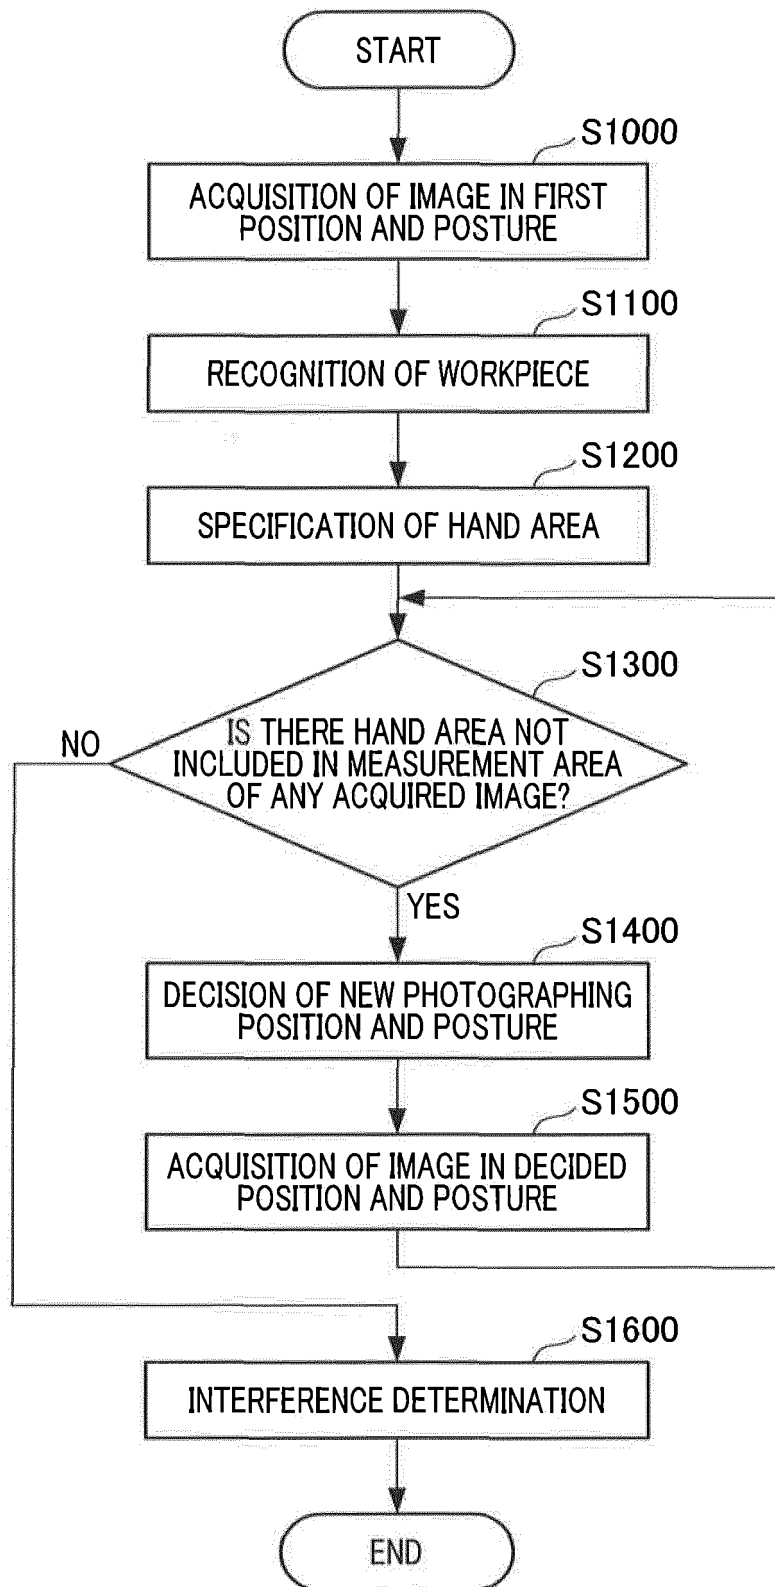 START
S1000
ACQUISITION OF IMAGE IN FIRST
POSITION AND POSTURE
S1100
RECOGNITION OF WORKPIECE
S1200
SPECIFICATION OF HAND AREA
S1300
NO
IS THERE HAND AREA NOT
INCLUDED IN MEASUREMENT AREA
OF ANY ACQUIRED IMAGE?
YES
S1400
DECISION OF NEW PHOTOGRAPHING
POSITION AND POSTURE
S1500
ACQUISITION OF IMAGE IN DECIDED
POSITION AND POSTURE
S1600
INTERFERENCE DETERMINATION
END